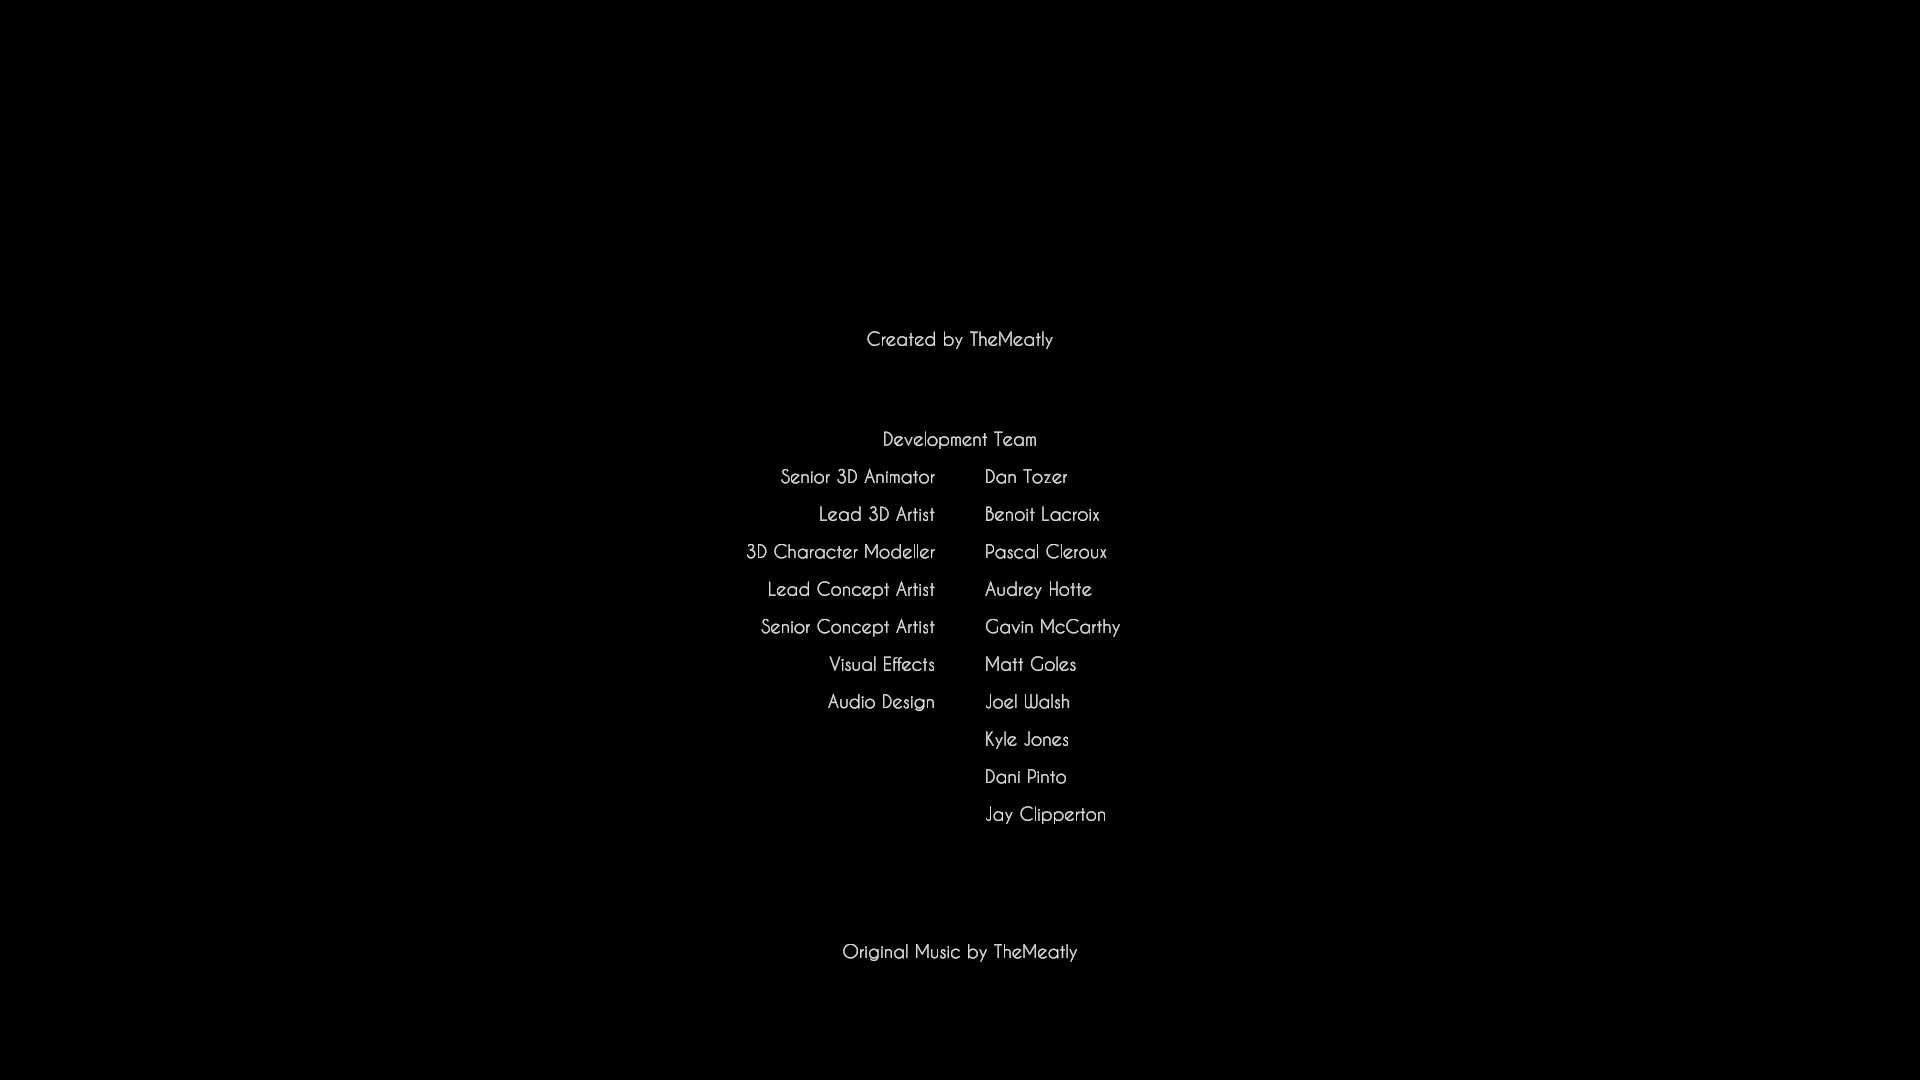 Created by TheMeatly
Development Team
Senior 3D Animator Dan Tozer
Lead 3D Artist Benoit Lacroix
3D Character Modeller Pascal Cleroux
Lead Concept Artist Audrey Hotte
Senior Concept Artist Gavin McCarthy
Visual Effects Matt Goles
Audio Design Joel Walsh
Kyle Jones
Dani Pinto
Jay Clipperton
Original Music by TheMeatly